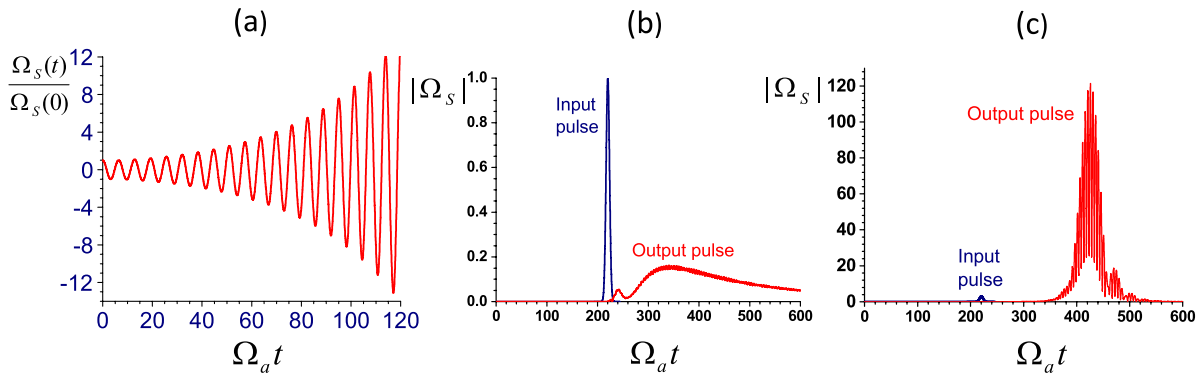 (a)
Ω_S(t)
Ω_S(0)
12
8
4
0
-4
-8
-12
0 20 40 60 80 100 120
Ω_a t
(b)
|Ω_S|
1.0
0.8
0.6
0.4
0.2
0.0
Input
pulse
Output pulse
0 100 200 300 400 500 600
Ω_a t
(c)
|Ω_S|
120
100
80
60
40
20
0
Output pulse
Input
pulse
0 100 200 300 400 500 600
Ω_a t